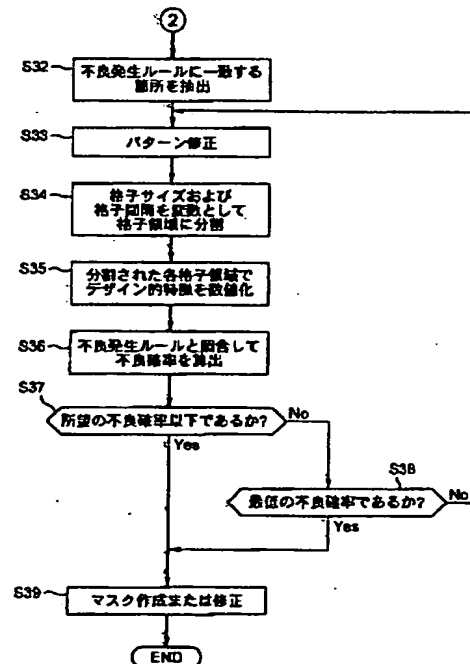 2
S32
不良発生ルールに一致する
箇所を抽出
S33
パターン修正
S34
格子サイズおよび
格子間隔を変数として
格子領域に分割
S35
分割された各格子領域で
デザイン的特徴を数値化
S36
不良発生ルールと照合して
不良確率を算出
S37
所望の不良確率以下であるか?
No
Yes
S38
最低の不良確率であるか?
No
Yes
S39
マスク作成または修正
END